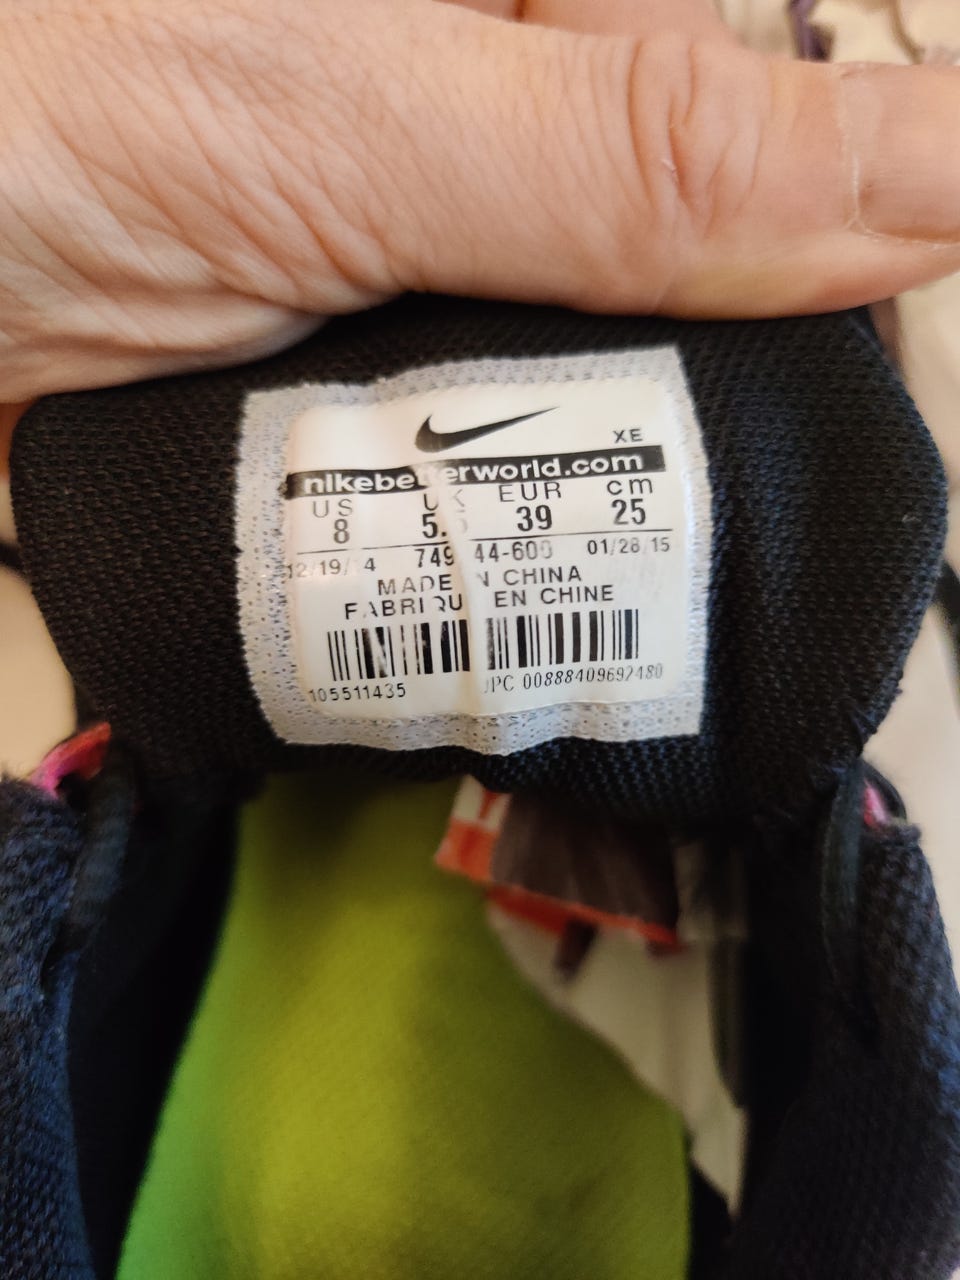 XE
nikebetterworld.com
US UK EUR cm
8 39 25
01/28/15
MADE IN CHINA
FABRIQU EN CHINE
105511435
UPC 00888409692480